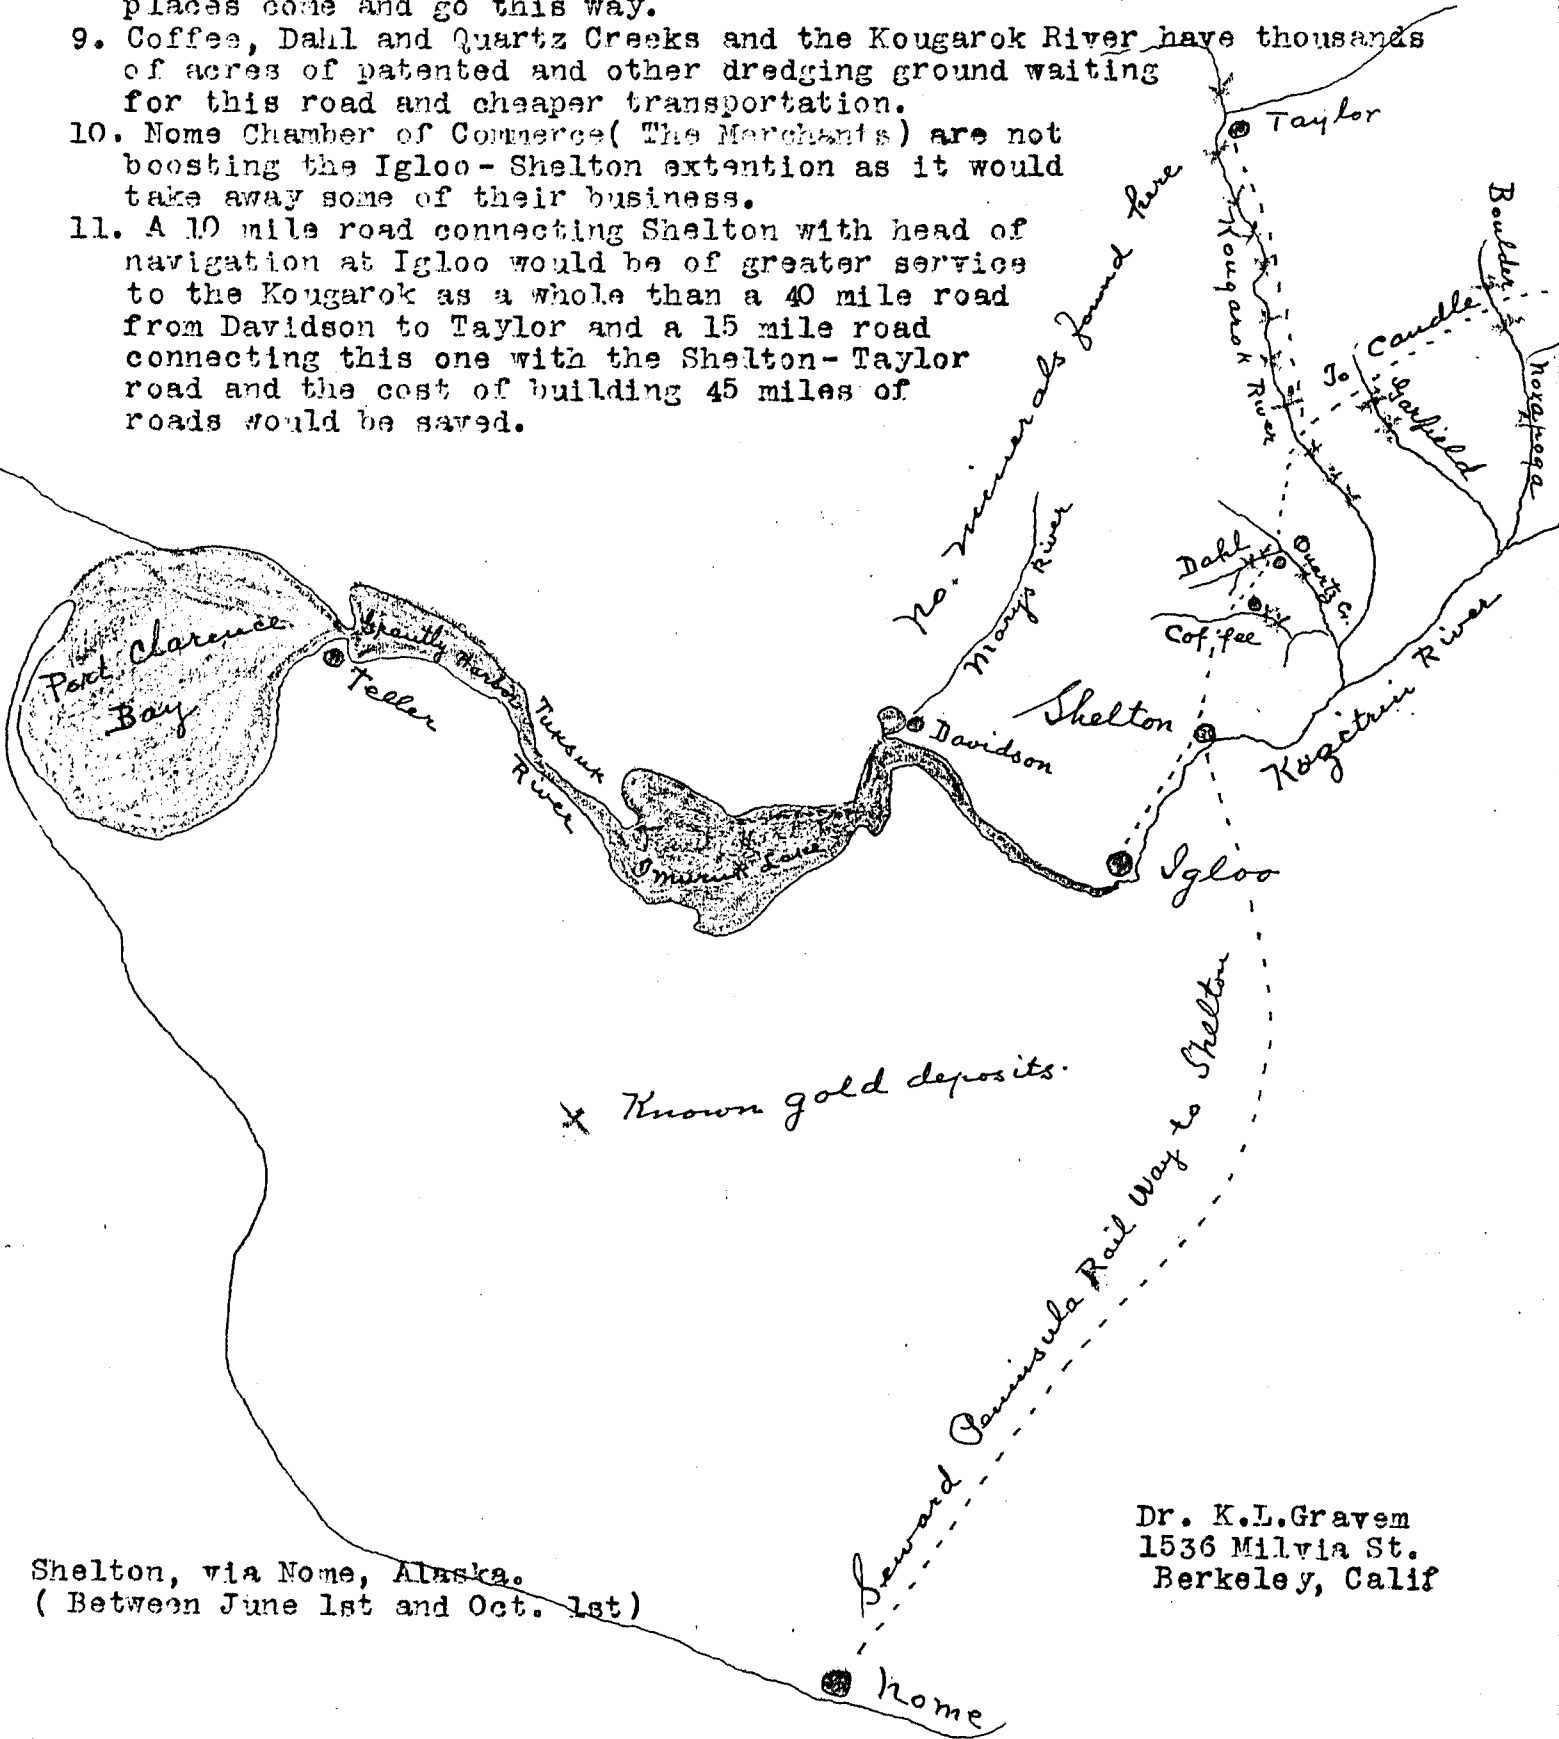 places come and go this way.
9. Coffee, Dahl and Quartz Creeks and the Kougarok River have thousands
of acres of patented and other dredging ground waiting
for this road and cheaper transportation.
10. Nome Chamber of Commerce( The Merchants) are not
boosting the Igloo- Shelton extention as it would
take away some of their business.
11. A 10 mile road connecting Shelton with head of
navigation at Igloo would be of greater service
to the Kougarok as a whole than a 40 mile road
from Davidson to Taylor and a 15 mile road
connecting this one with the Shelton- Taylor
road and the cost of building 45 miles of
roads would be saved.
Taylor
No. minerals found here
Kougarok River
Boulder
To Candle
Garfield
Noxapaga
Dahl
Quartz Cr.
Coffee
Marys River
Port Clarence
Bay
Grantly Harbor
Teller
Tuksuk
River
Davidson
Shelton
Kozitrin River
Imuruk Lake
Igloo
x Known gold deposits.
Seward Peninsula Rail Way to Shelton
Dr. K.L.Gravem
1536 Milvia St.
Berkeley, Calif
Shelton, via Nome, Alaska.
( Between June 1st and Oct. 1st)
Nome